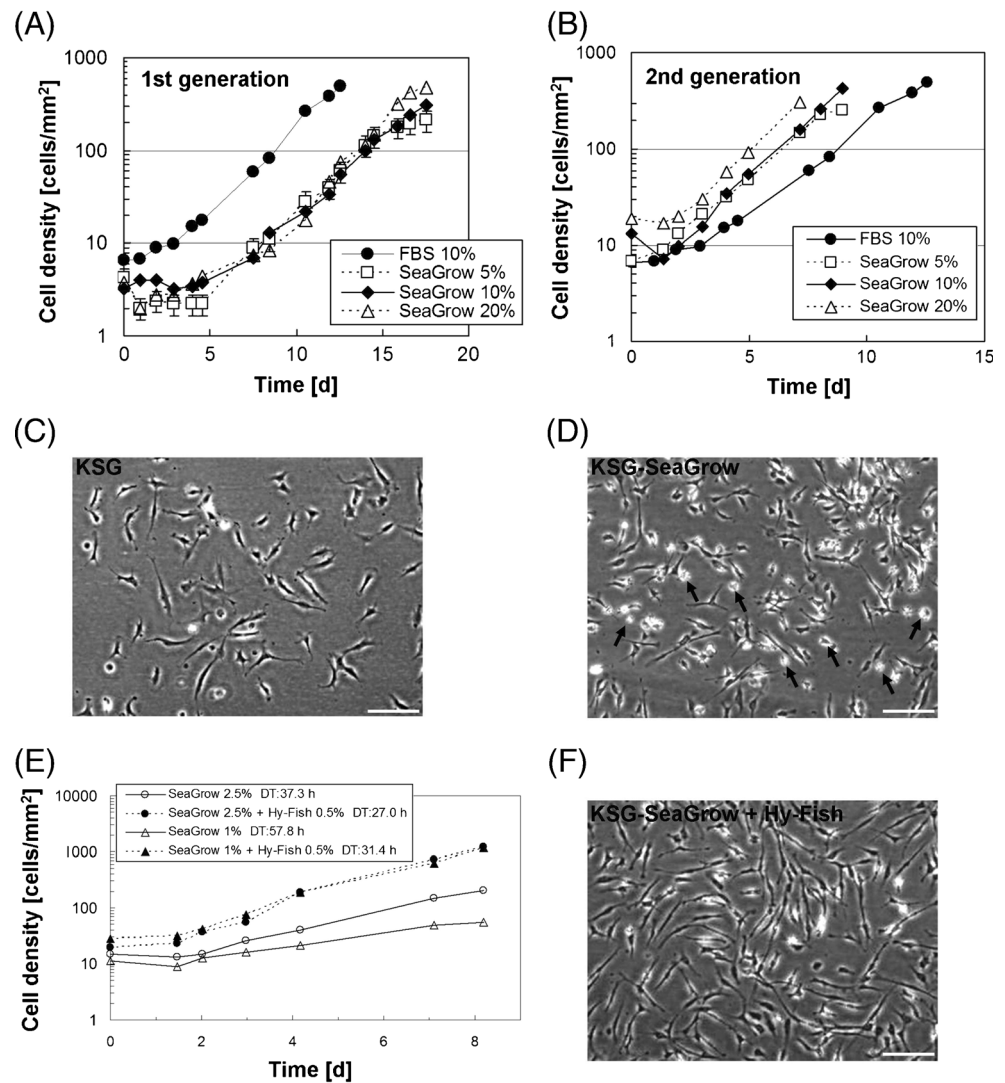 (A)
1st generation
Cell density [cells/mm²]
1000
100
10
1
0
5
10
15
20
Time [d]
FBS 10%
SeaGrow 5%
SeaGrow 10%
SeaGrow 20%
(B)
2nd generation
Cell density [cells/mm²]
1000
100
10
1
0
5
10
15
Time [d]
FBS 10%
SeaGrow 5%
SeaGrow 10%
SeaGrow 20%
(C)
KSG
(D)
KSG-SeaGrow
(E)
SeaGrow 2.5% DT:37.3 h
SeaGrow 2.5% + Hy-Fish 0.5% DT:27.0 h
SeaGrow 1% DT:57.8 h
SeaGrow 1% + Hy-Fish 0.5% DT:31.4 h
Cell density [cells/mm²]
10000
1000
100
10
1
0
2
4
6
8
Time [d]
(F)
KSG-SeaGrow + Hy-Fish